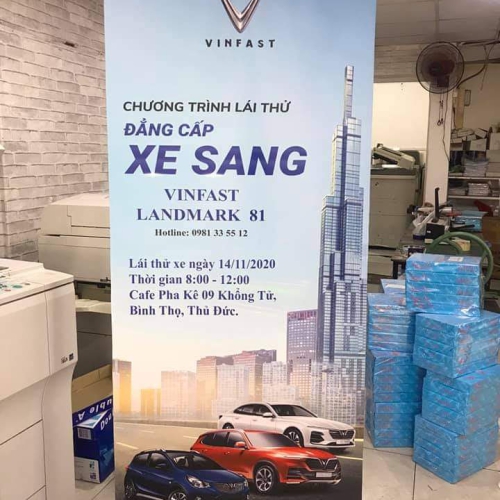 VINFAST
CHƯƠNG TRÌNH LÁI THỬ
ĐẲNG CẤP
XE SANG
VINFAST
LANDMARK 81
Hotline: 0981 33 55 12
Lái thử xe ngày 14/11/2020
Thời gian 8:00 - 12:00
Cafe Pha Kê 09 Khổng Tử,
Bình Thọ, Thủ Đức.
Double A